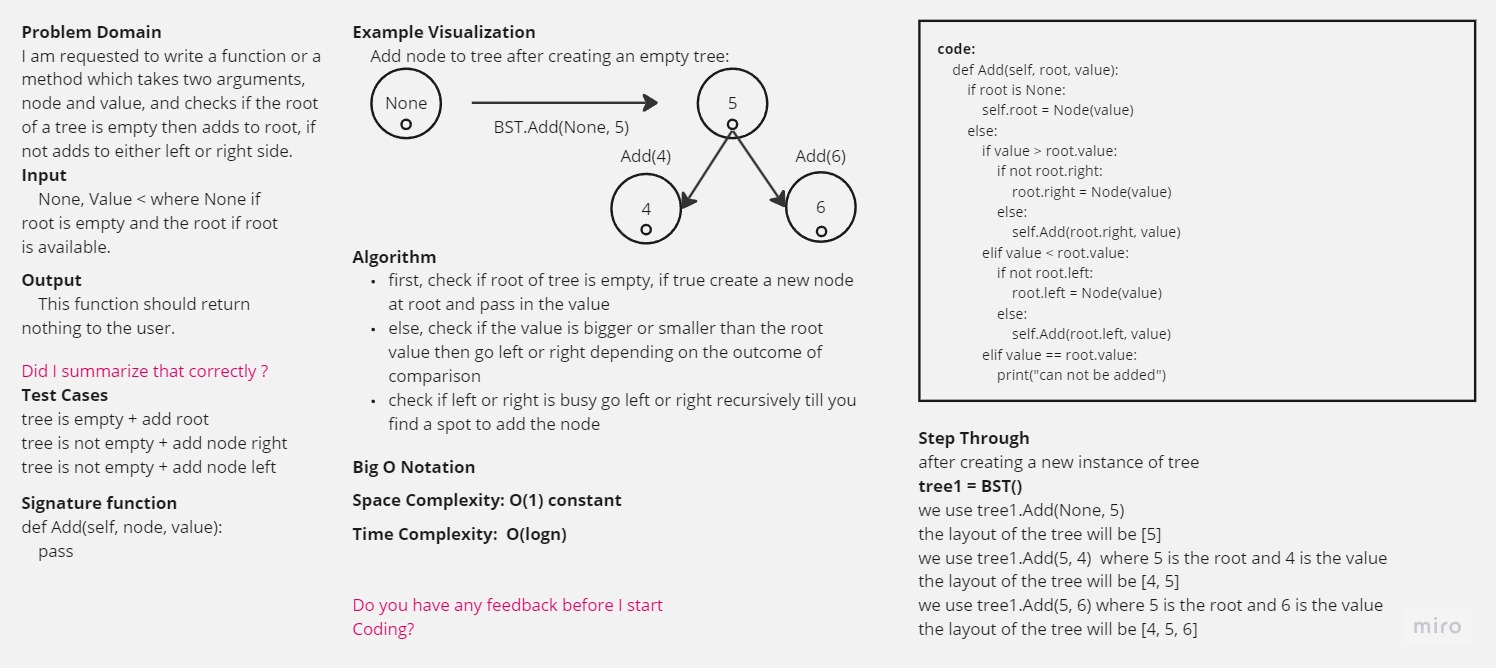 Problem Domain
I am requested to write a function or a
method which takes two arguments,
node and value, and checks if the root
of a tree is empty then adds to root, if
not adds to either left or right side.
Input
None, Value < where None if
root is empty and the root if root
is available.
Output
This function should return
nothing to the user.
Did I summarize that correctly ?
Test Cases
tree is empty + add root
tree is not empty + add node right
tree is not empty + add node left
Signature function
def Add(self, node, value):
pass
Example Visualization
Add node to tree after creating an empty tree:
None
BST.Add(None, 5)
5
Add(4)
Add(6)
4
6
Algorithm
• first, check if root of tree is empty, if true create a new node
at root and pass in the value
• else, check if the value is bigger or smaller than the root
value then go left or right depending on the outcome of
comparison
• check if left or right is busy go left or right recursively till you
find a spot to add the node
Big O Notation
Space Complexity: O(1) constant
Time Complexity:  O(logn)
Do you have any feedback before I start
Coding?
code:
def Add(self, root, value):
if root is None:
self.root = Node(value)
else:
if value > root.value:
if not root.right:
root.right = Node(value)
else:
self.Add(root.right, value)
elif value < root.value:
if not root.left:
root.left = Node(value)
else:
self.Add(root.left, value)
elif value == root.value:
print("can not be added")
Step Through
after creating a new instance of tree
tree1 = BST()
we use tree1.Add(None, 5)
the layout of the tree will be [5]
we use tree1.Add(5, 4)  where 5 is the root and 4 is the value
the layout of the tree will be [4, 5]
we use tree1.Add(5, 6) where 5 is the root and 6 is the value
the layout of the tree will be [4, 5, 6]
miro